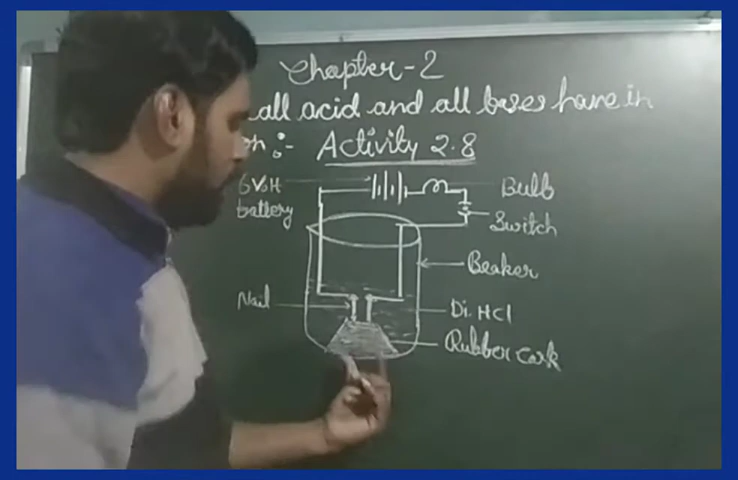 Chapter-2
all acid and all bases have in
on :- Activity 2.8
6 Volt
battery
Bulb
Switch
Beaker
Nail
Di. HCl
Rubber cork